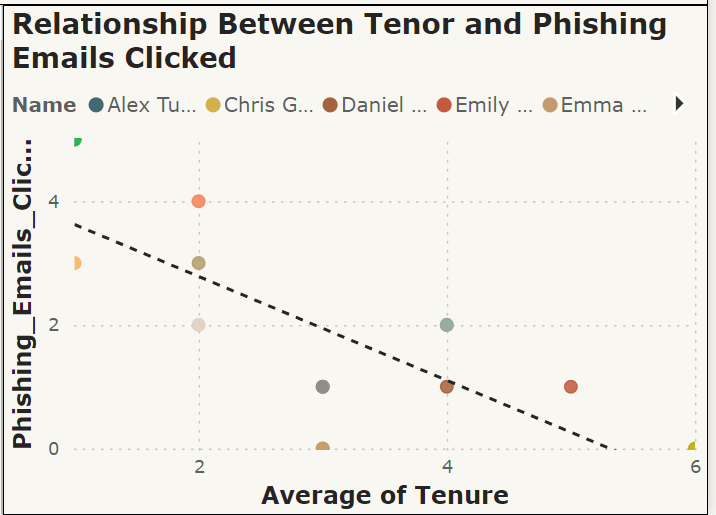 Relationship Between Tenor and Phishing
Emails Clicked
Name Alex Tu... Chris G... Daniel ... Emily ... Emma ...
Phishing_Emails_Clic...
4
2
0
2 4 6
Average of Tenure